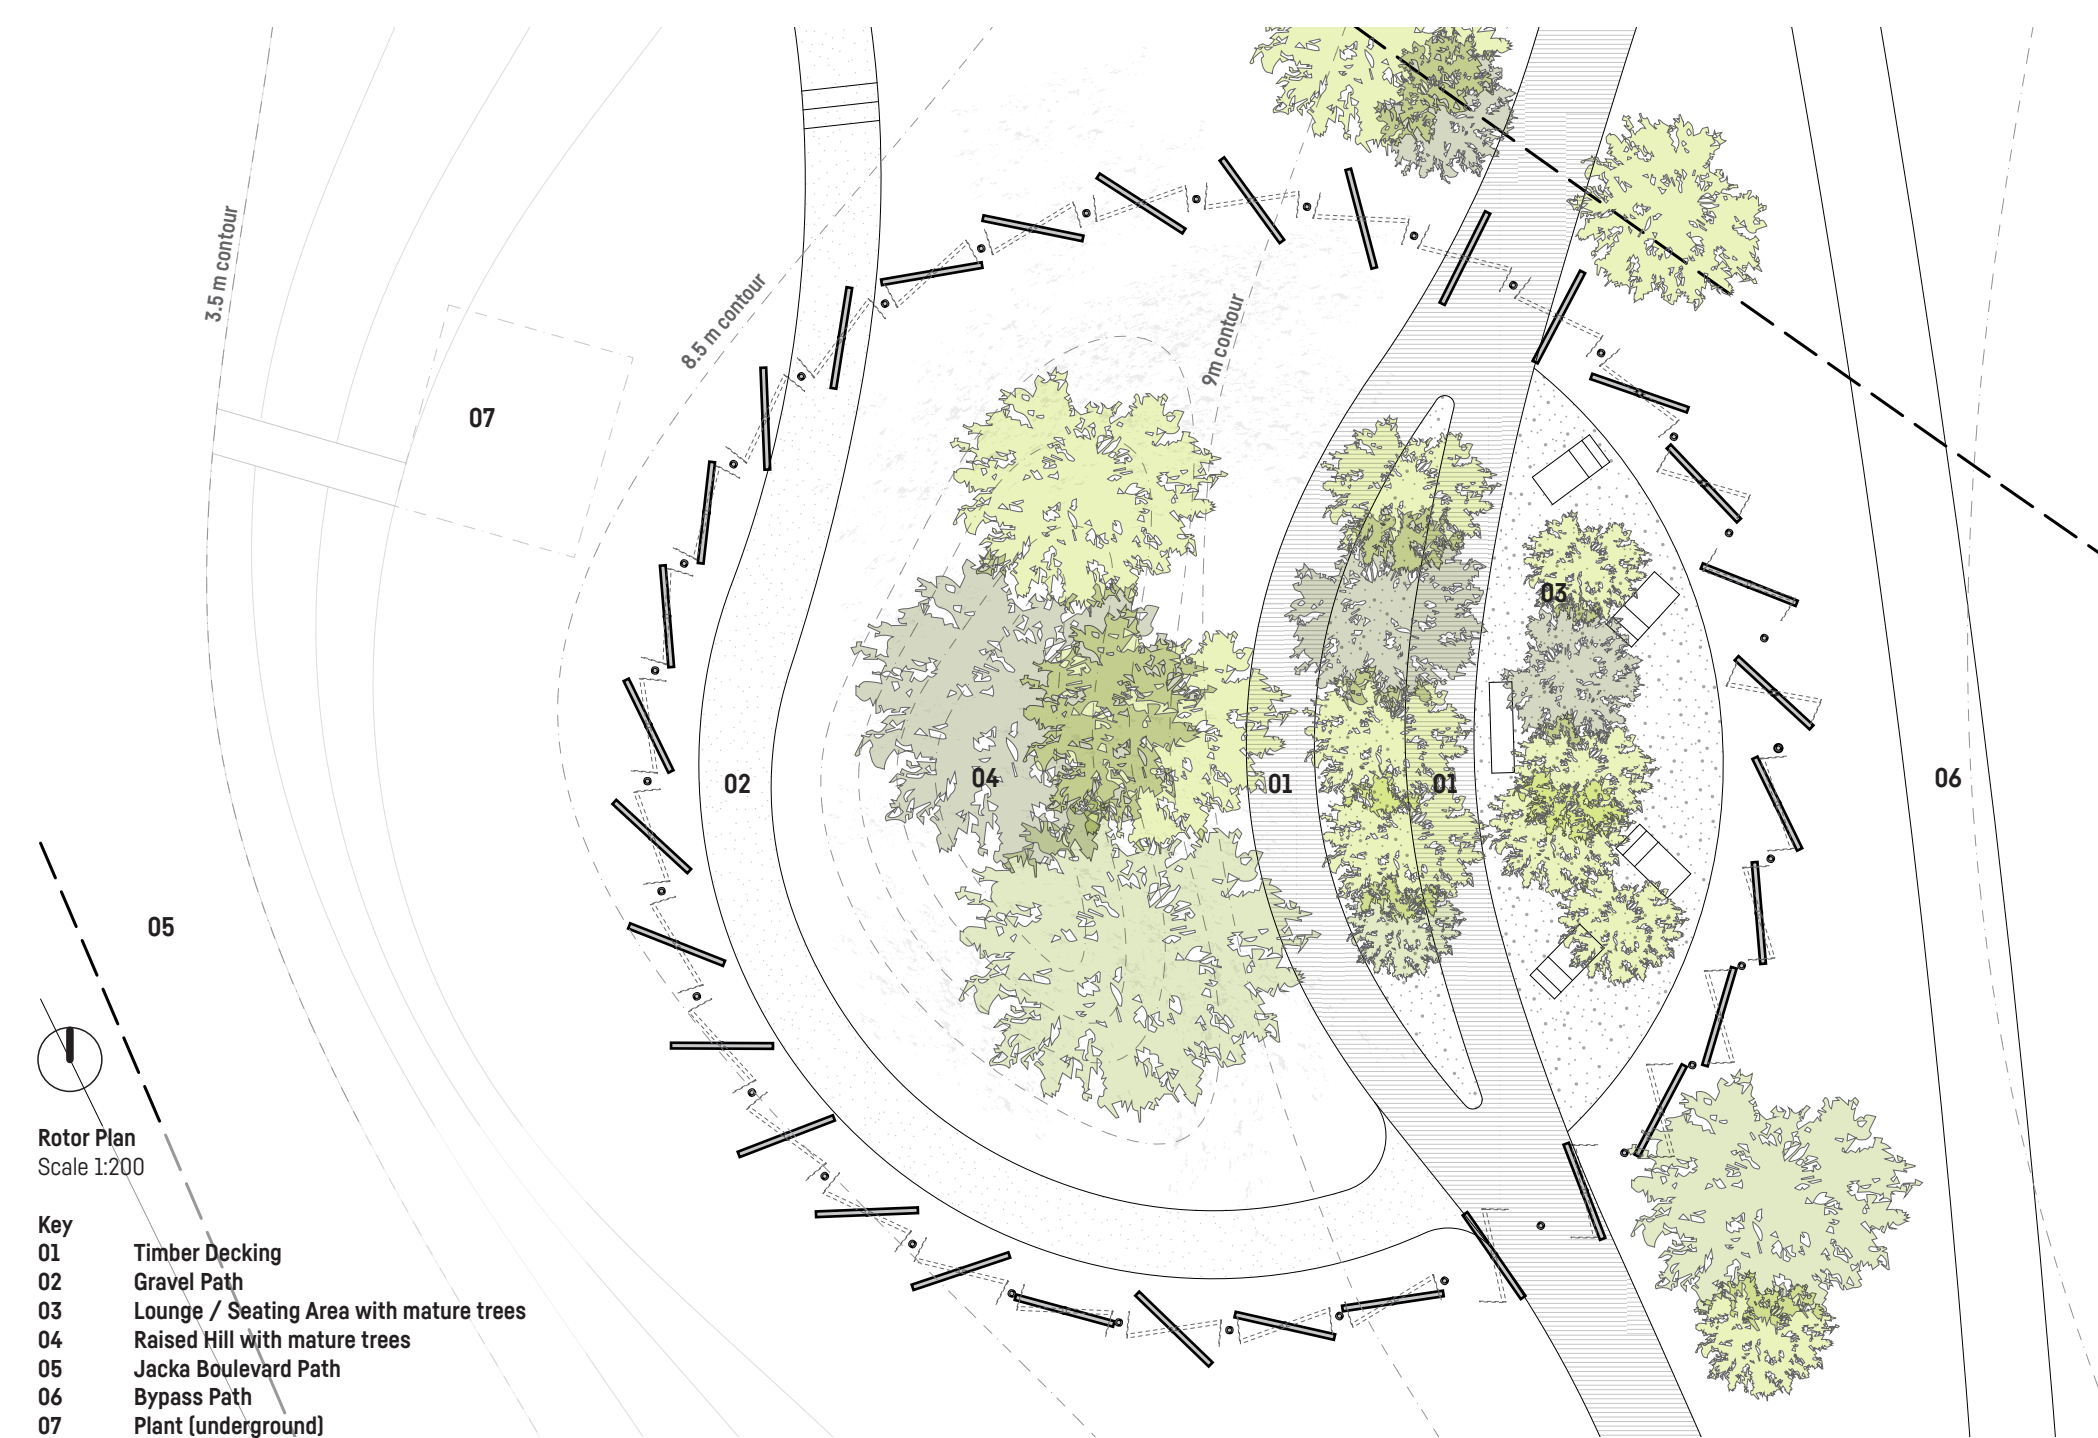 3.5 m contour
8.5 m contour
9m contour
07
03
04
02
01
01
06
05
Rotor Plan
Scale 1:200
Key
01 Timber Decking
02 Gravel Path
03 Lounge / Seating Area with mature trees
04 Raised Hill with mature trees
05 Jacka Boulevard Path
06 Bypass Path
07 Plant (underground)